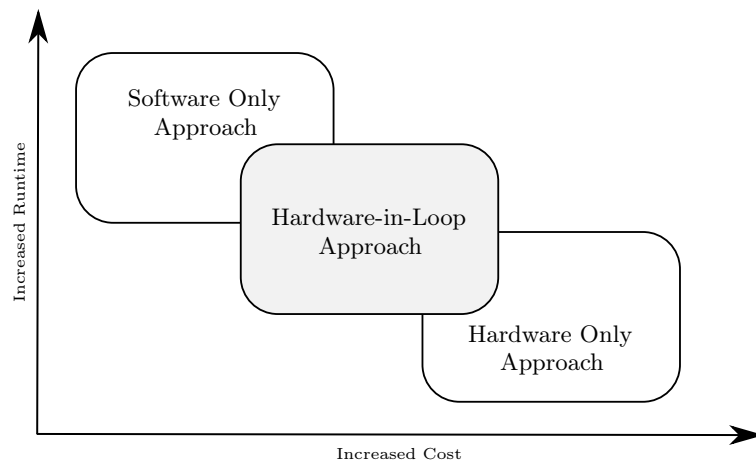 Software Only
Approach
Hardware-in-Loop
Approach
Hardware Only
Approach
Increased Runtime
Increased Cost